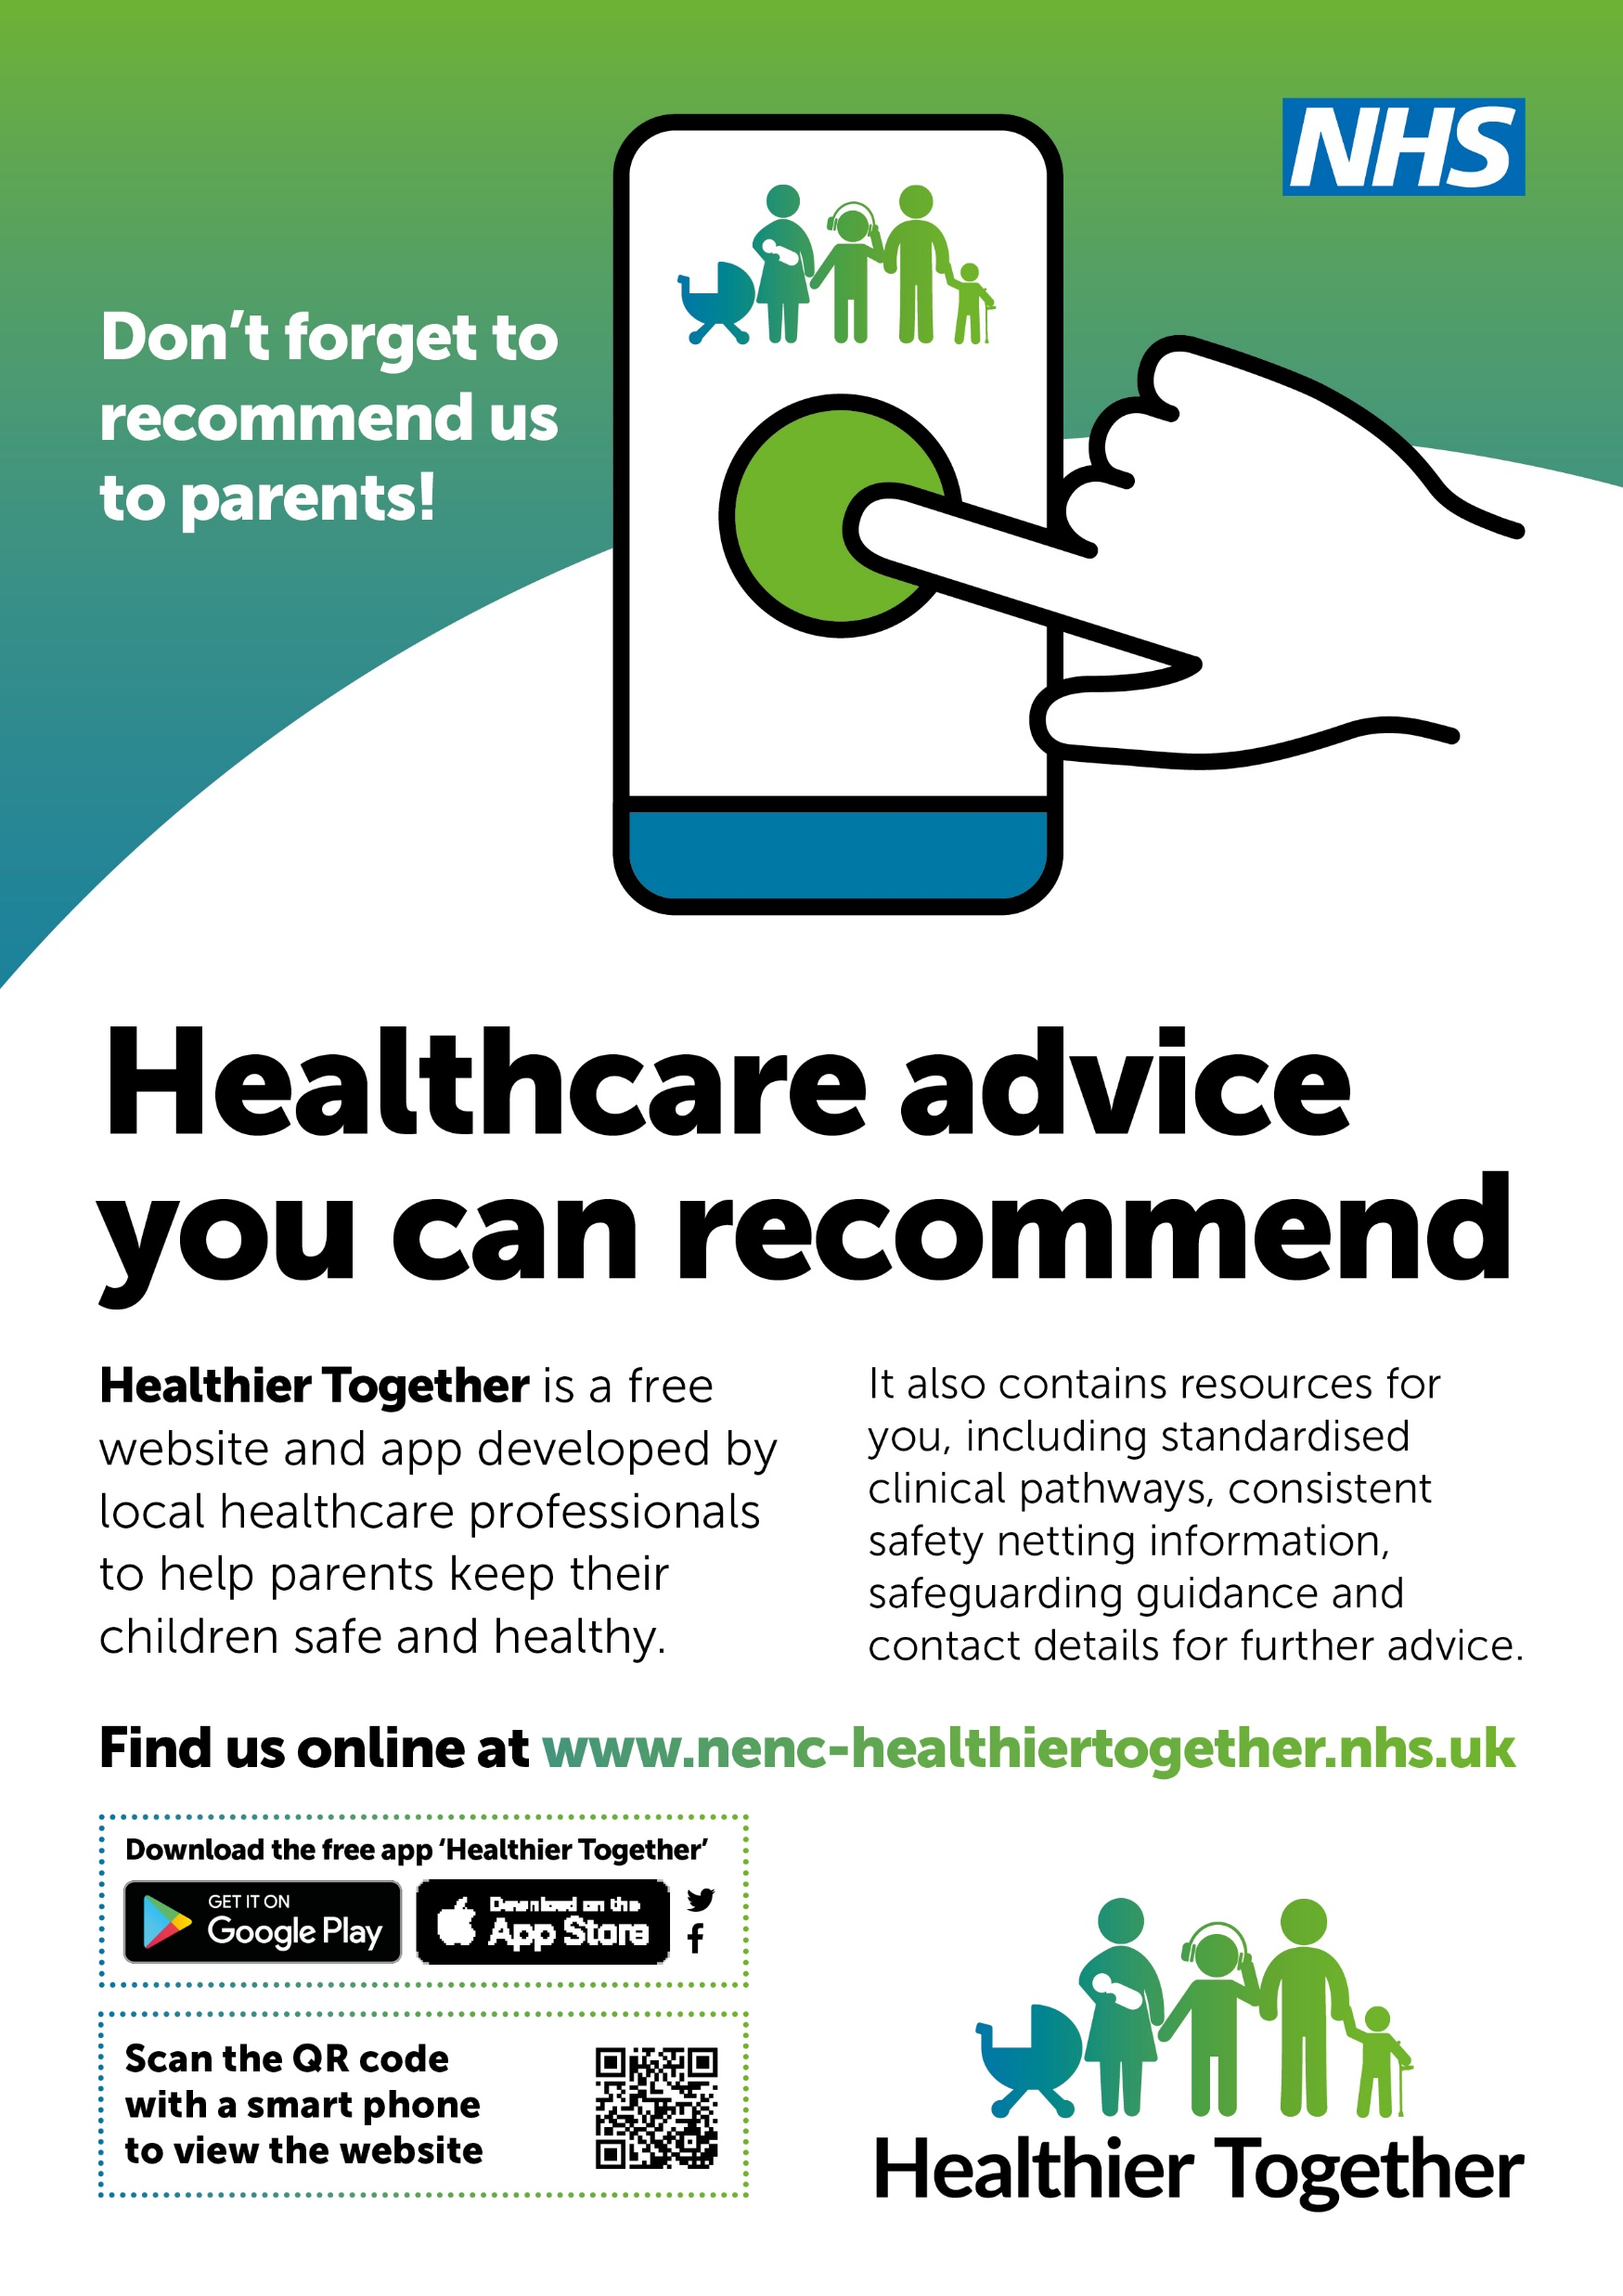 NHS
Don't forget to
recommend us
to parents!
Healthcare advice
you can recommend
Healthier Together is a free
website and app developed by
local healthcare professionals
to help parents keep their
children safe and healthy.
It also contains resources for
you, including standardised
clinical pathways, consistent
safety netting information,
safeguarding guidance and
contact details for further advice.
Find us online at www.nenc-healthiertogether.nhs.uk
Download the free app ‘Healthier Together’
GET IT ON
Google Play
Download on the
App Store
Scan the QR code
with a smart phone
to view the website
Healthier Together